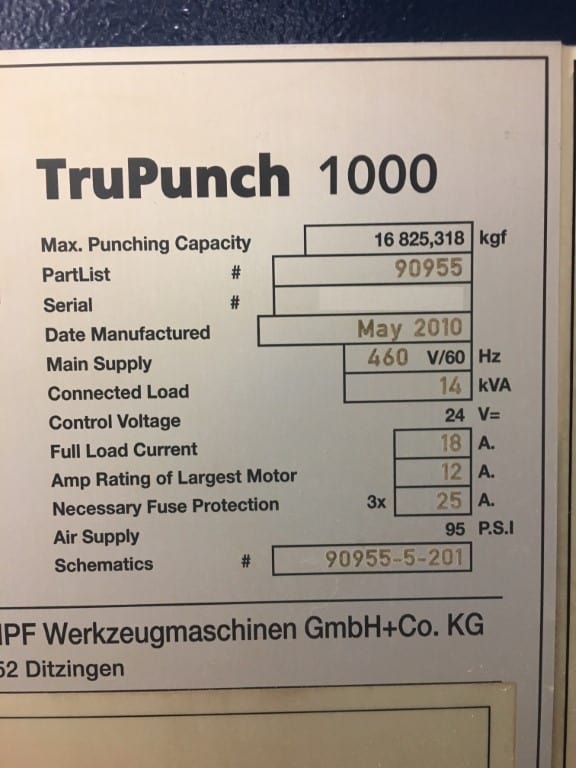 TruPunch 1000
Max. Punching Capacity 16 825,318 kgf
PartList # 90955
Serial #
Date Manufactured May 2010
Main Supply 460 V/60 Hz
Connected Load 14 kVA
Control Voltage 24 V=
Full Load Current 18 A.
Amp Rating of Largest Motor 12 A.
Necessary Fuse Protection 3x 25 A.
Air Supply 95 P.S.I
Schematics # 90955-5-201
Werkzeugmaschinen GmbH+Co. KG
Ditzingen